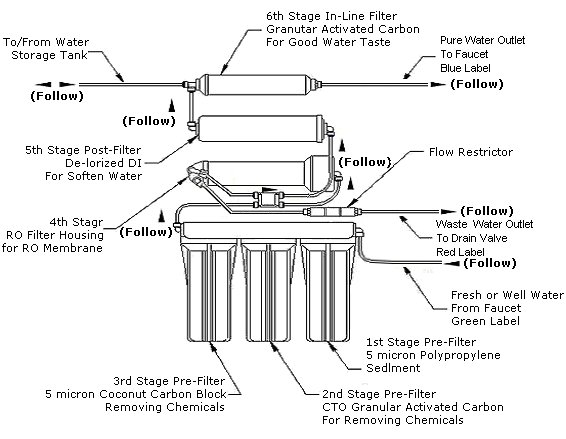 6th Stage In-Line Filter
Granutar Activated Carbon
For Good Water Taste
To/From Water
Storage Tank
Pure Water Outlet
To Faucet
Blue Label
(Follow)
(Follow)
(Follow)
5th Stage Post-Filter
De-lorized DI
For Soften Water
(Follow)
Flow Restrictor
4th Stagr
RO Filter Housing
for RO Membrane
(Follow)
(Follow)
Waste Water Outlet
To Drain Valve
Red Label
(Follow)
Fresh or Well Water
From Faucet
Green Label
1st Stage Pre-Filter
5 micron Polypropylene
Sedlment
3rd Stage Pre-Filter
5 micron Coconut Carbon Block
Removing Chemicals
2nd Stage Pre-Filter
CTO Granular Activated Carbon
For Removing Chemicals